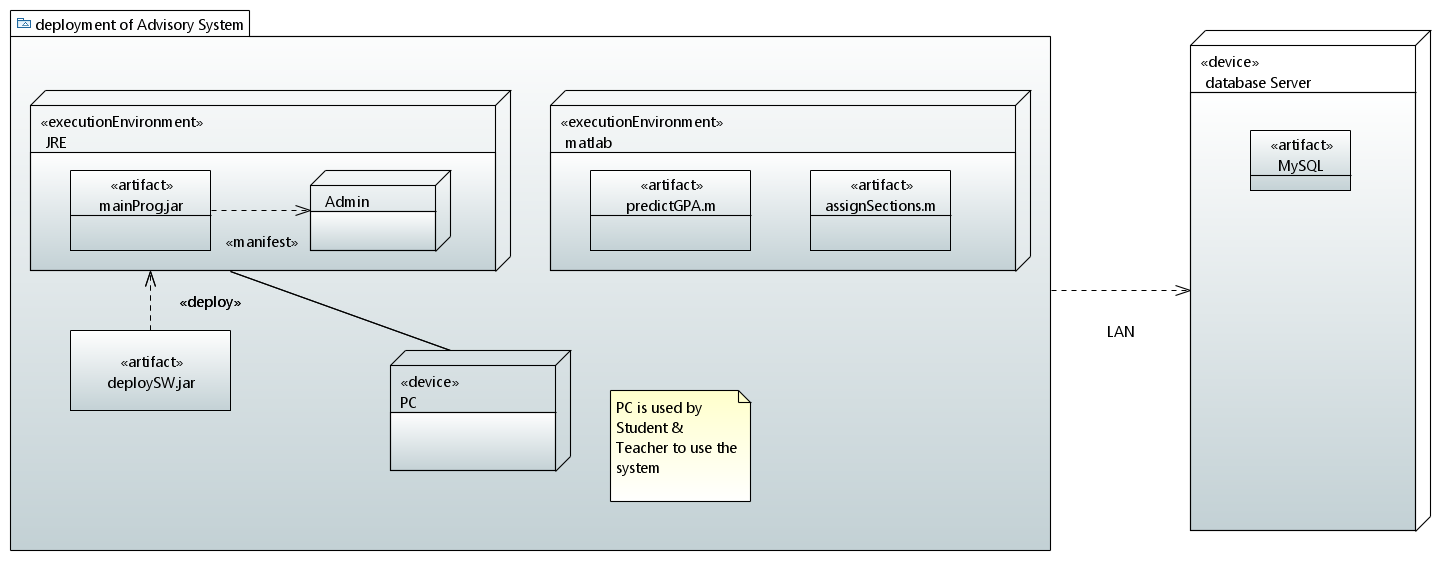 deployment of Advisory System
«executionEnvironment»
JRE
«artifact»
mainProg.jar
«manifest»
Admin
«executionEnvironment»
matlab
«artifact»
predictGPA.m
«artifact»
assignSections.m
«deploy»
«artifact»
deploySW.jar
«device»
PC
PC is used by
Student &
Teacher to use the
system
LAN
«device»
database Server
«artifact»
MySQL